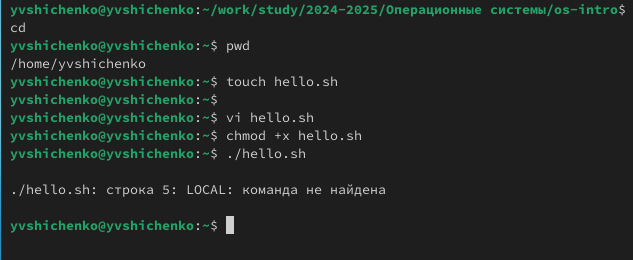 yvshichenko@yvshichenko:~/work/study/2024-2025/Операционные системы/os-intro$
cd
yvshichenko@yvshichenko:~$ pwd
/home/yvshichenko
yvshichenko@yvshichenko:~$ touch hello.sh
yvshichenko@yvshichenko:~$
yvshichenko@yvshichenko:~$ vi hello.sh
yvshichenko@yvshichenko:~$ chmod +x hello.sh
yvshichenko@yvshichenko:~$ ./hello.sh
./hello.sh: строка 5: LOCAL: команда не найдена
yvshichenko@yvshichenko:~$